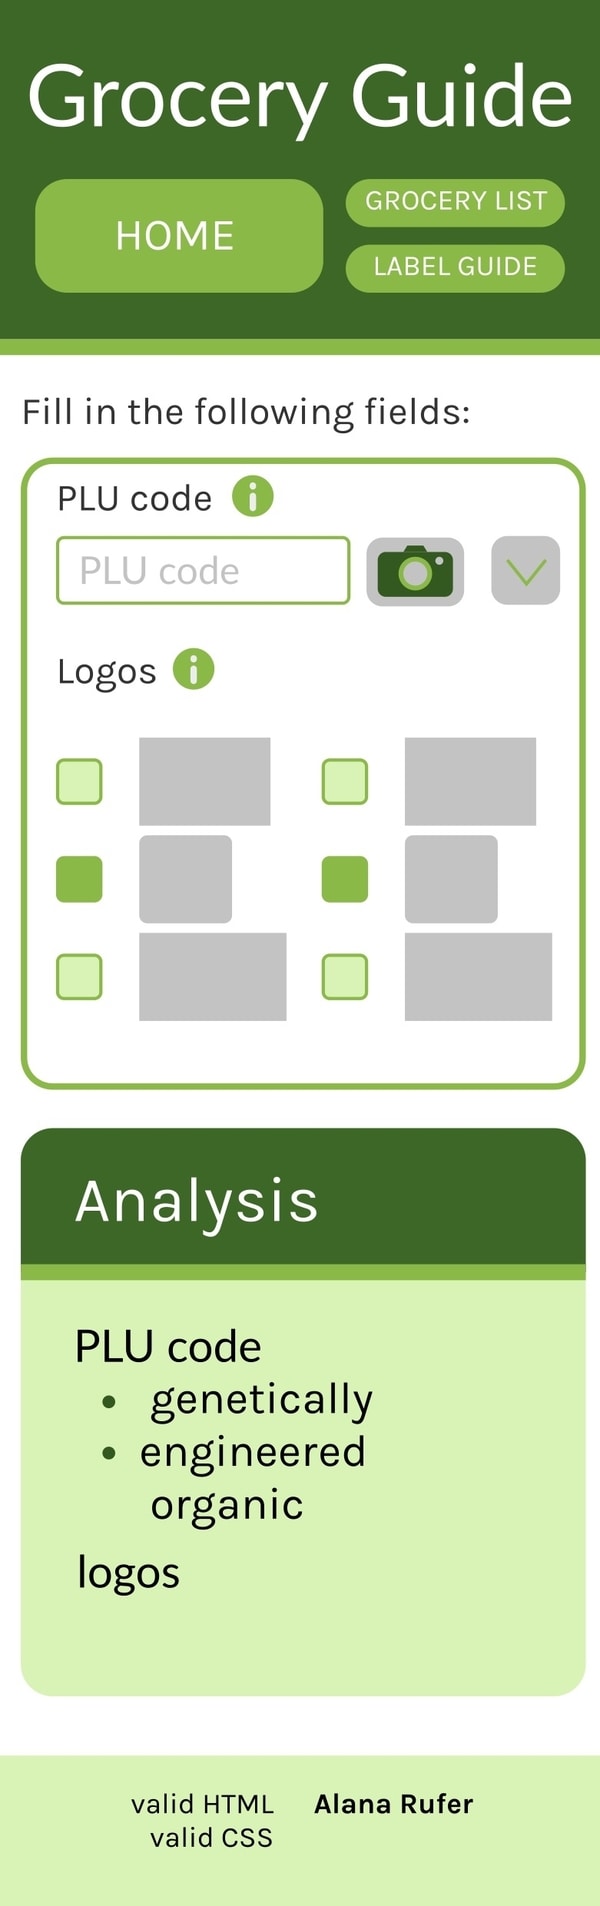 Grocery Guide
HOME
GROCERY LIST
LABEL GUIDE
Fill in the following fields:
PLU code
PLU code
Logos
Analysis
PLU code
genetically
engineered
organic
logos
valid HTML
valid CSS
Alana Rufer